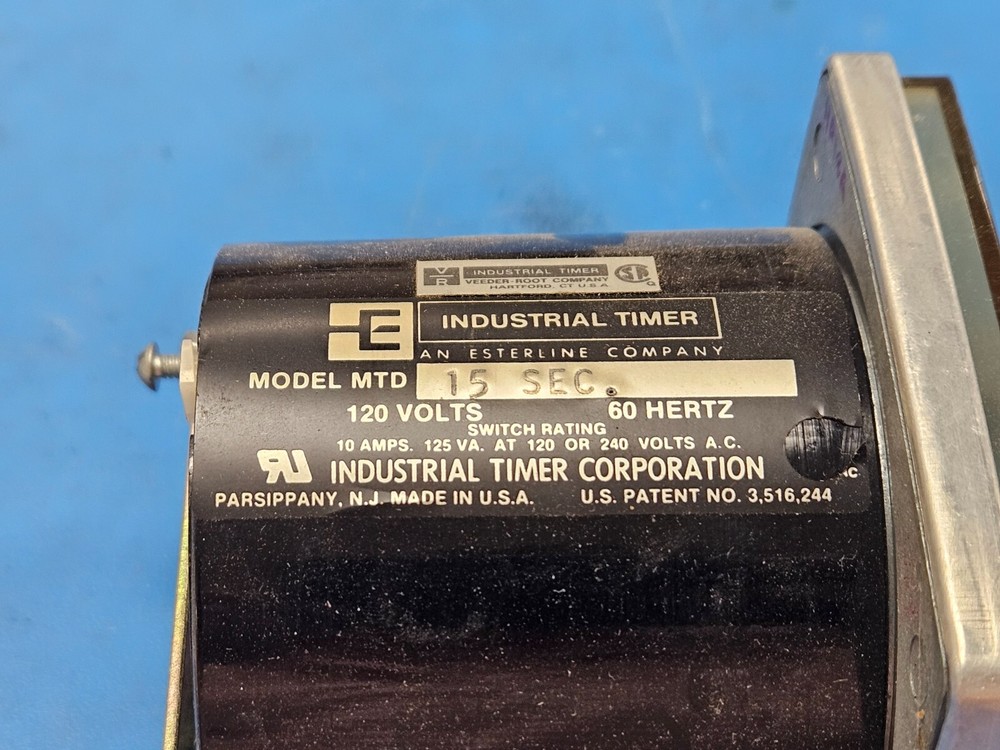 V R INDUSTRIAL TIMER
VEEDER-ROOT COMPANY
HARTFORD, CT U.S.A
E INDUSTRIAL TIMER
AN ESTERLINE COMPANY
MODEL MTD 15 SEC.
120 VOLTS 60 HERTZ
SWITCH RATING
10 AMPS. 125 VA. AT 120 OR 240 VOLTS A.C.
INDUSTRIAL TIMER CORPORATION
PARSIPPANY, N.J. MADE IN U.S.A. U.S. PATENT NO. 3,516,244